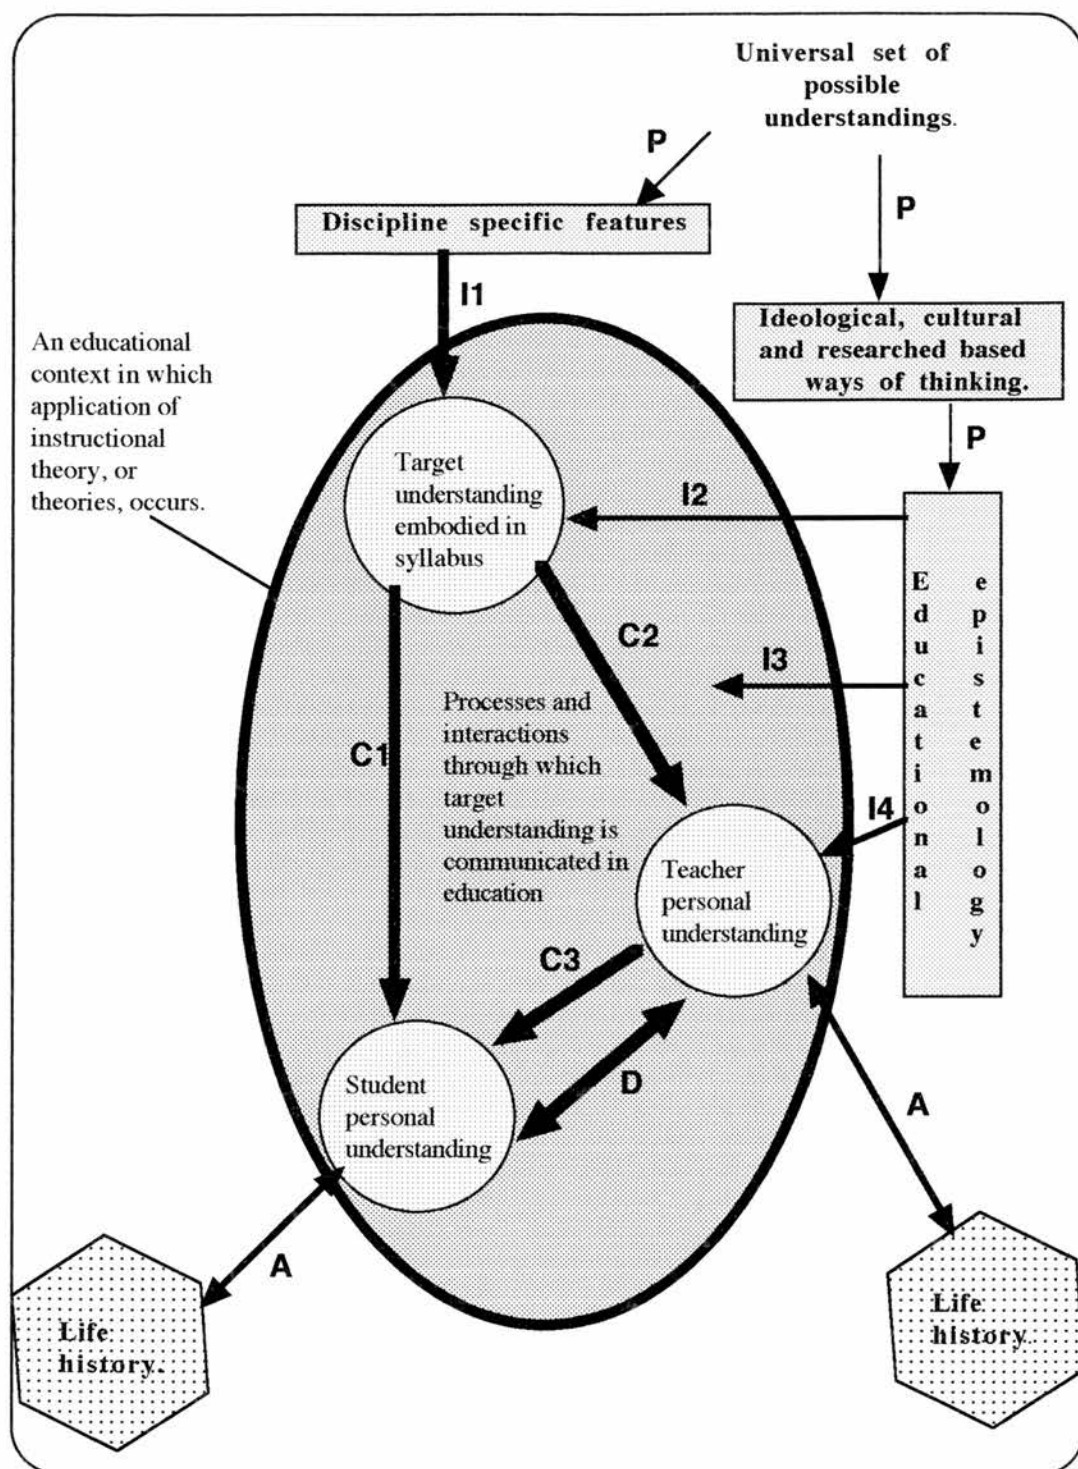 Universal set of
possible
understandings.
P
P
Discipline specific features
I1
Ideological, cultural
and researched based
ways of thinking.
P
An educational
context in which
application of
instructional
theory, or
theories, occurs.
Target
understanding
embodied in
syllabus
I2
Educational
epistemology
C2
I3
Processes and
interactions
through which
target
understanding is
communicated in
education
C1
I4
Teacher
personal
understanding
C3
D
Student
personal
understanding
A
A
Life
history.
Life
history